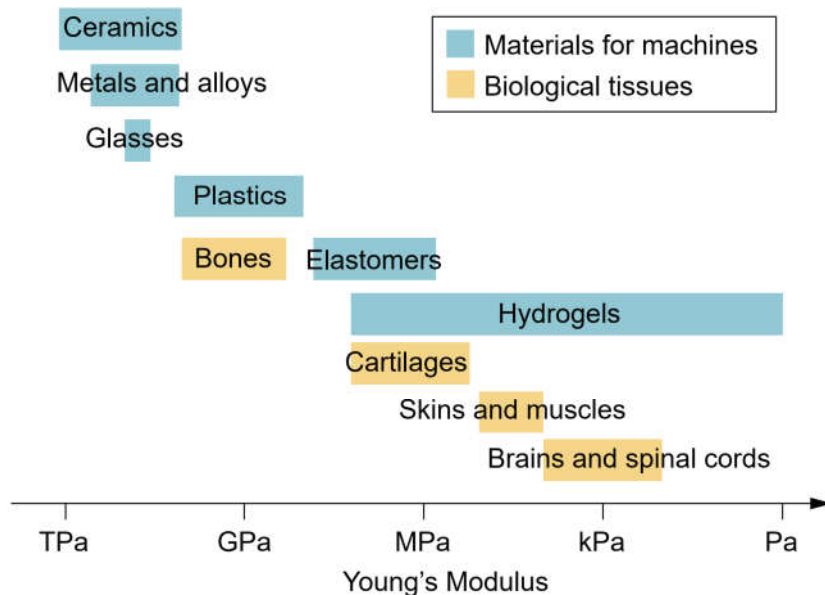 Ceramics
Materials for machines
Metals and alloys
Biological tissues
Glasses
Plastics
Bones
Elastomers
Hydrogels
Cartilages
Skins and muscles
Brains and spinal cords
TPa
GPa
MPa
kPa
Pa
Young's Modulus